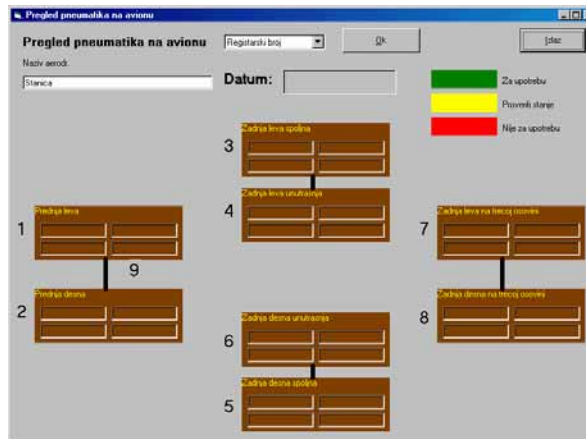 Pregled pneumatika na avionu
Pregled pneumatika na avionu
Registarski broj
Ok
Izlaz
Naziv aerodr.
Stanica
Datum:
Za upotrebu
Proveriti stanje
Nije za upotrebu
3
Zadnja leva spoljna
4
Zadnja leva unutrasnja
1
Prednja leva
7
Zadnja leva na trecoj osovini
9
2
Prednja desna
8
Zadnja desna na trecoj osovini
6
Zadnja desna unutrasnja
5
Zadnja desna spoljna